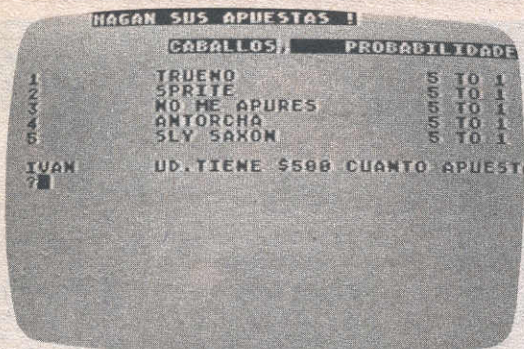 HAGAN SUS APUESTAS !
CABALLOS, PROBABILIDADE
1 TRUENO 5 TO 1
2 SPRITE 5 TO 1
3 NO ME APURES 5 TO 1
4 ANTORCHA 5 TO 1
5 SLY SAXON 5 TO 1
IVAN UD.TIENE $500 CUANTO APUESTA
?